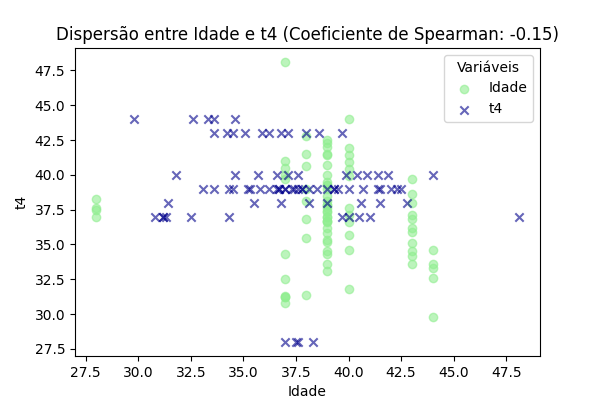 Dispersão entre Idade e t4 (Coeficiente de Spearman: -0.15)
Variáveis
Idade
t4
47.5
45.0
42.5
40.0
37.5
35.0
32.5
30.0
27.5
t4
27.5 30.0 32.5 35.0 37.5 40.0 42.5 45.0 47.5
Idade